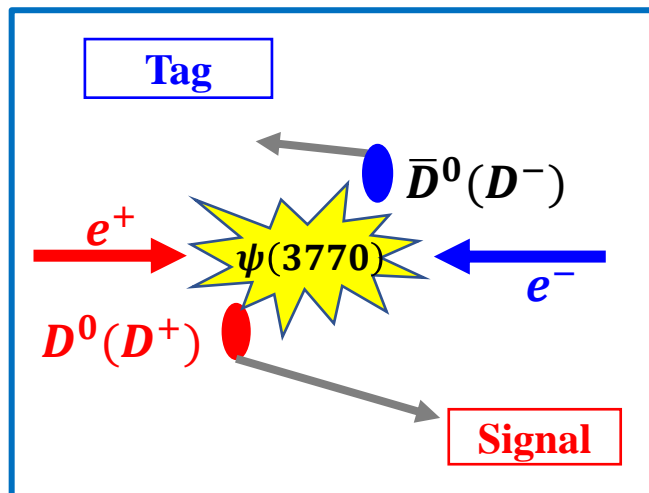 Tag
D̅⁰(D⁻)
e⁺
ψ(3770)
e⁻
D⁰(D⁺)
Signal